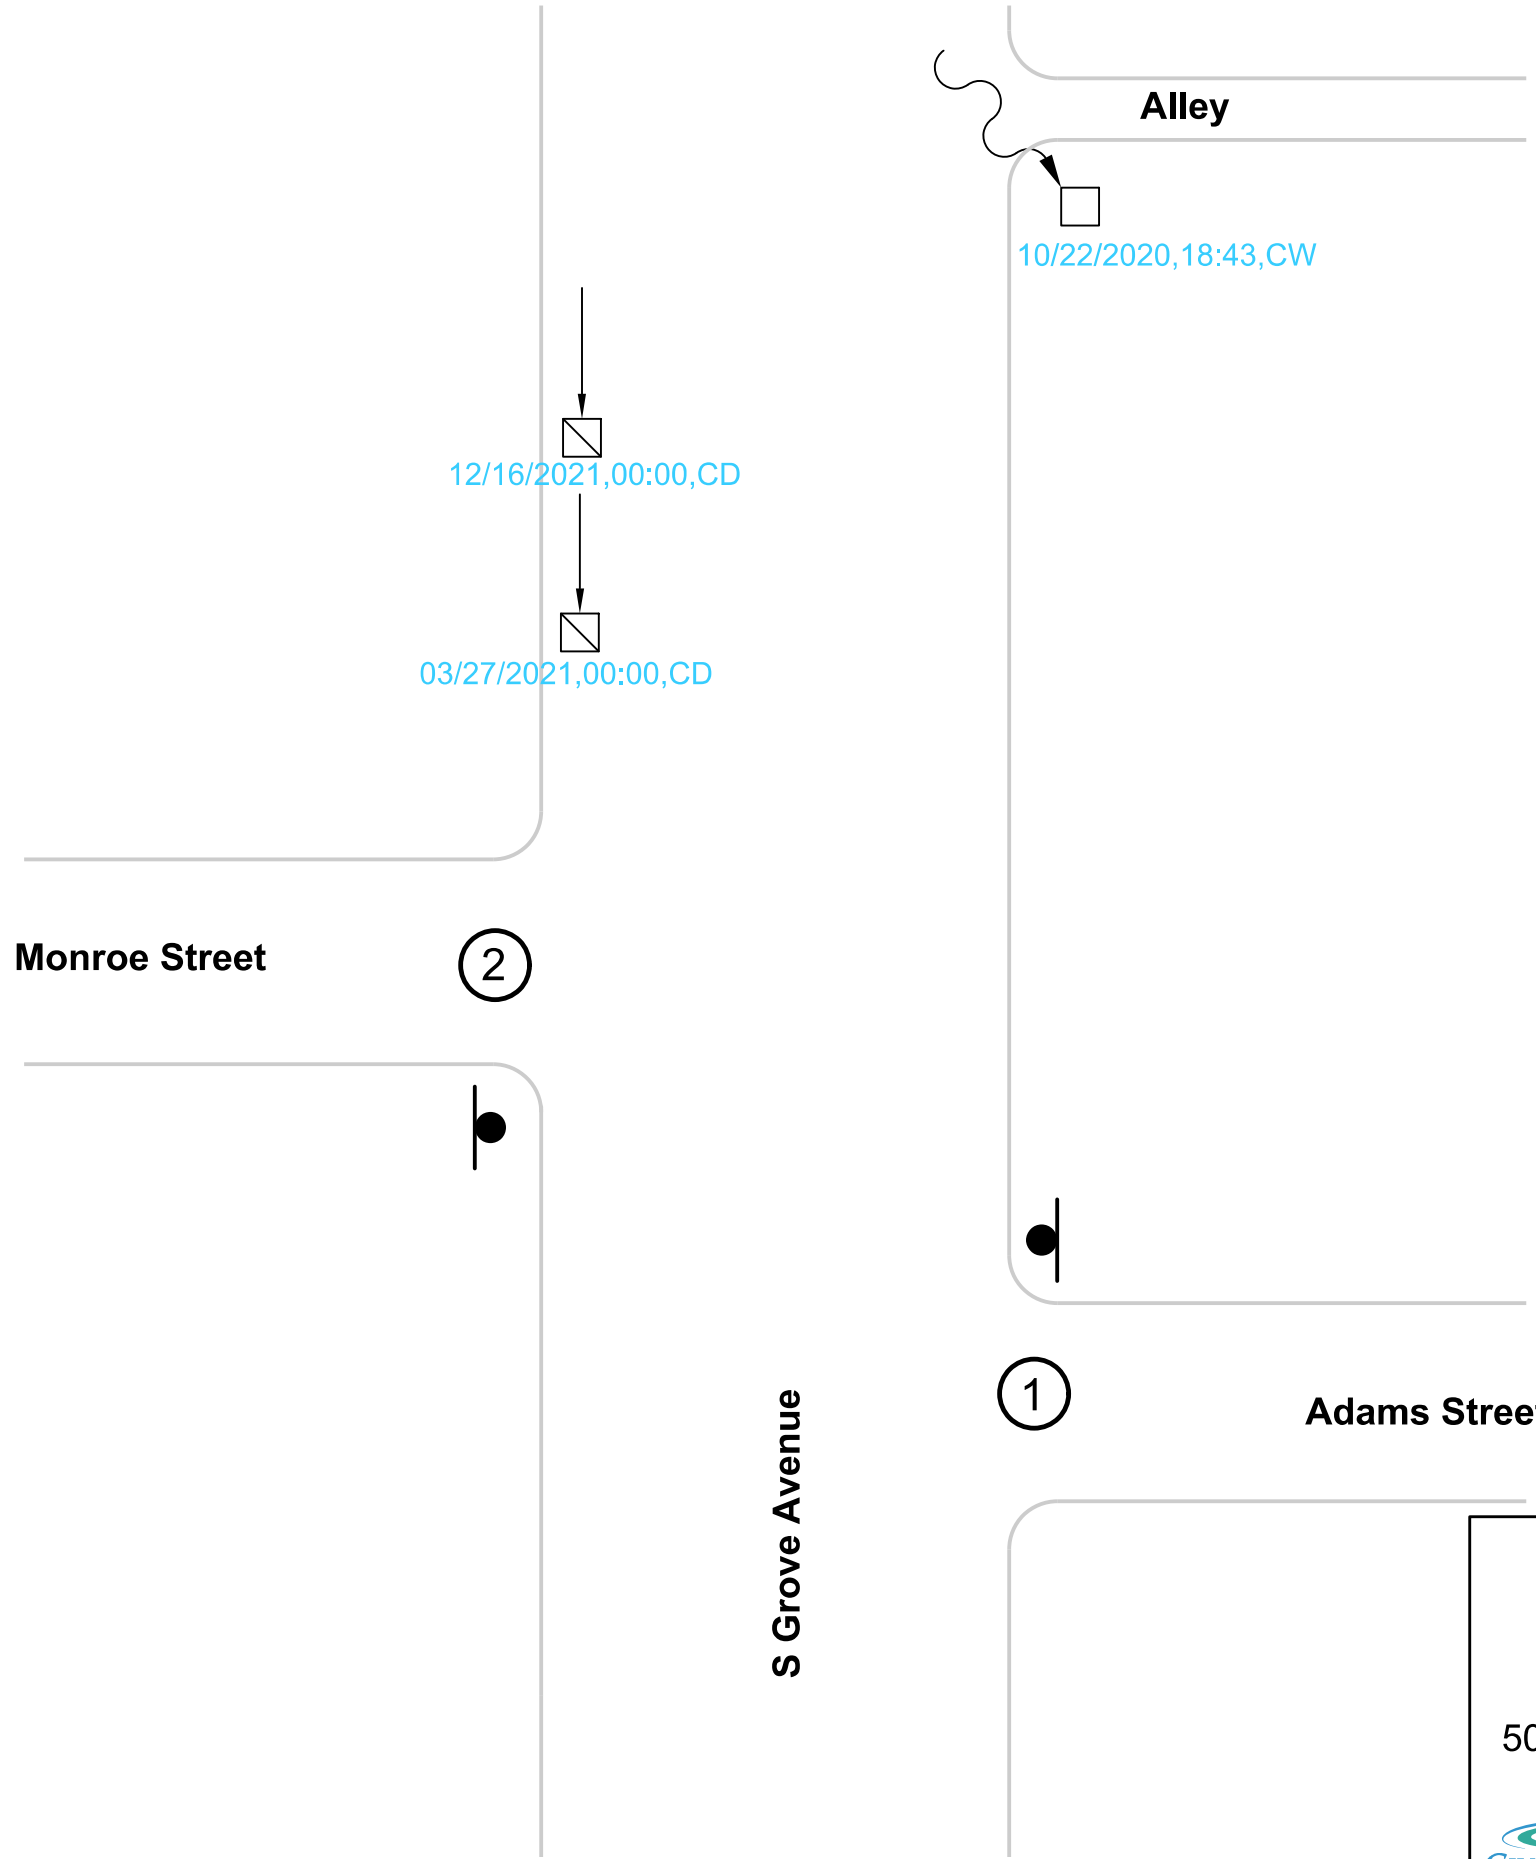 Alley
10/22/2020,18:43,CW
12/16/2021,00:00,CD
03/27/2021,00:00,CD
Monroe Street
2
1
Adams Street
S Grove Avenue
50